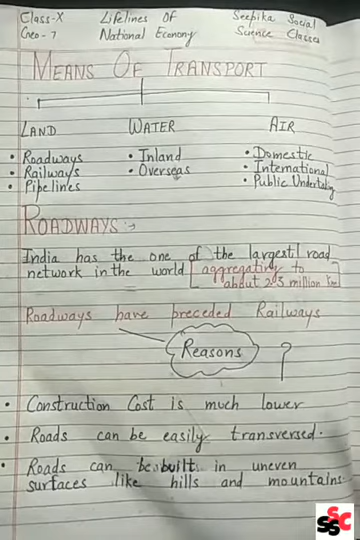 Class-X Lifelines Of Seepika Social
Geo-7 National Economy Science Classes
MEANS OF TRANSPORT
LAND WATER AIR
• Roadways • Inland • Domestic
• Railways • Overseas • International
• Pipelines • Public Undertaking
ROADWAYS :→
India has the one of the largest road
network in the world [aggregating to
about 2.3 million km]
Roadways have preceded Railways
Reasons ?
• Construction Cost is much lower
• Roads can be easily transversed.
• Roads can be built in uneven
surfaces like hills and mountains.
SSSC